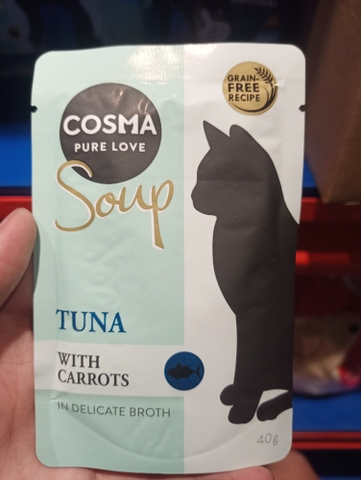 COSMA
PURE LOVE
GRAIN-
FREE
RECIPE
Soup
TUNA
WITH
CARROTS
IN DELICATE BROTH
40g